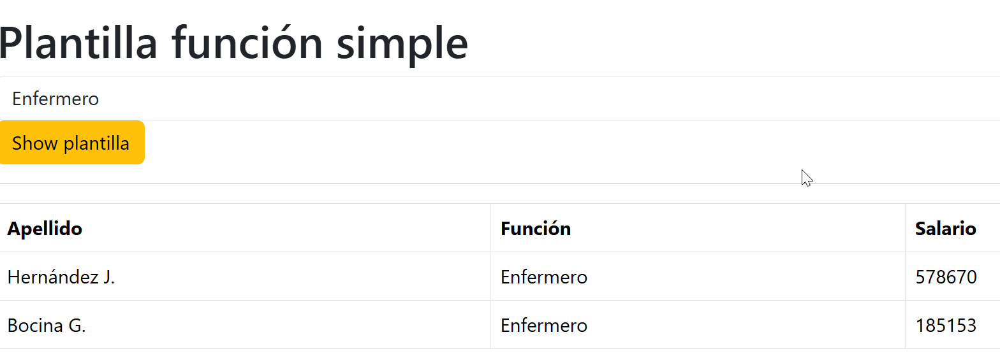 Plantilla función simple
Enfermero
Show plantilla
Apellido Función Salario
Hernández J. Enfermero 578670
Bocina G. Enfermero 185153